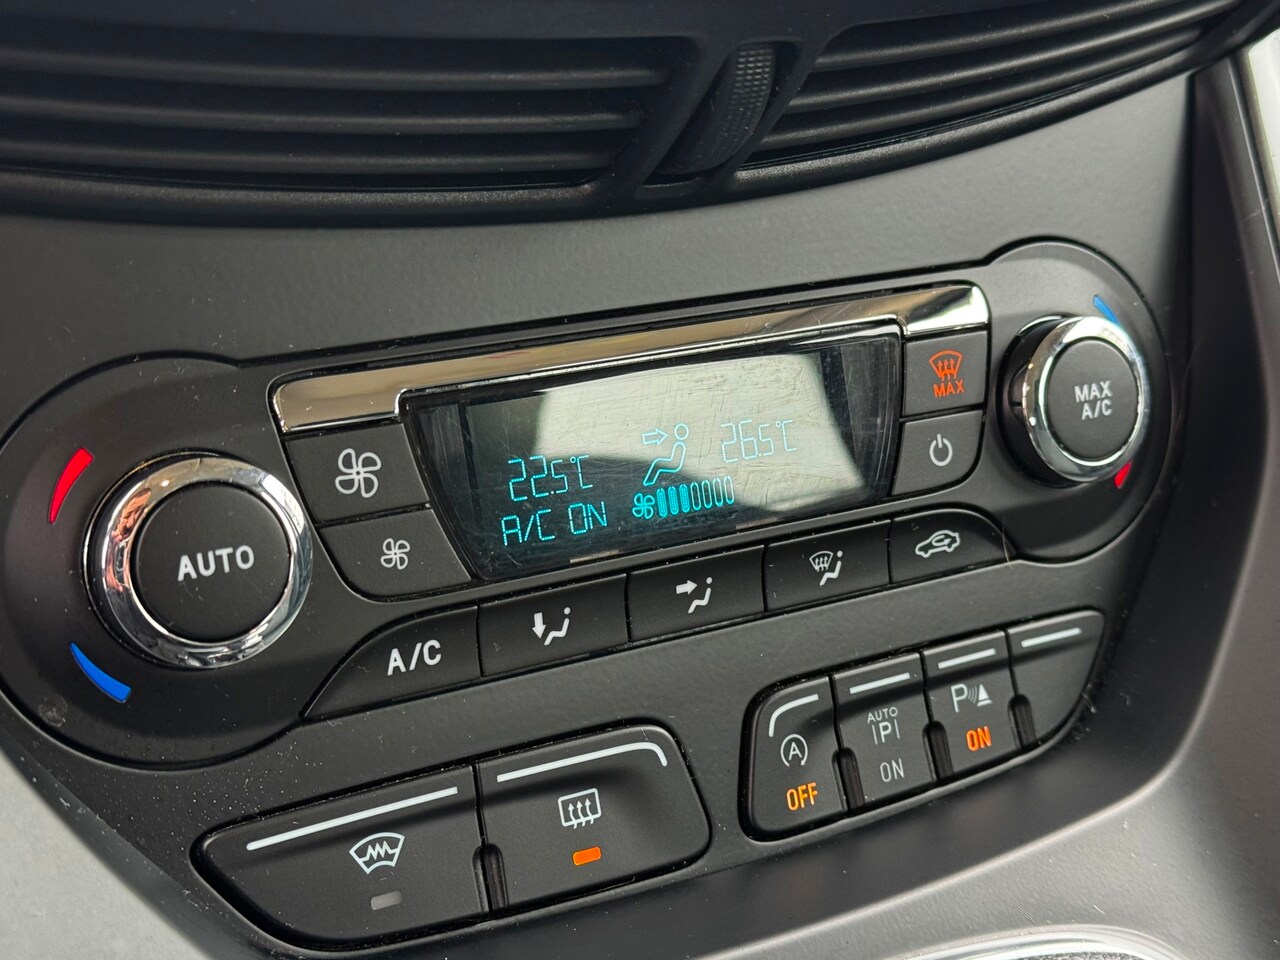 MAX
MAX
A/C
22.5°C
26.5°C
A/C ON
AUTO
A/C
AUTO
P
ON
P
ON
A
OFF